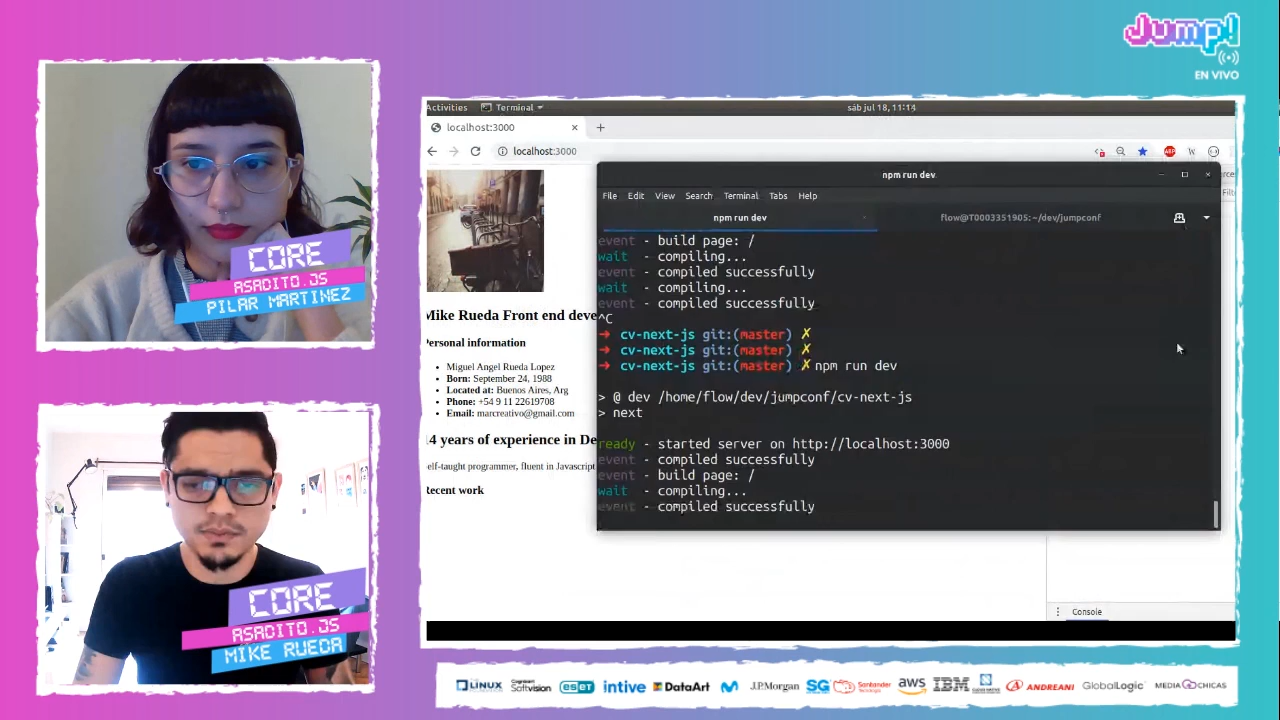 Jump!
EN VIVO
CORE
ASADITO.JS
PILAR MARTINEZ
CORE
ASADITO.JS
MIKE RUEDA
Activities
Terminal
sáb jul 18, 11:14
localhost:3000
localhost:3000
ABP
W
Mike Rueda Front end deve
Personal information
Miguel Angel Rueda Lopez
Born: September 24, 1988
Located at: Buenos Aires, Arg
Phone: +54 9 11 22619708
Email: marcreativo@gmail.com
14 years of experience in De
elf-taught programmer, fluent in Javascript
Recent work
npm run dev
File Edit View Search Terminal Tabs Help
npm run dev
flow@T0003351905: ~/dev/jumpconf
event - build page: /
wait - compiling...
event - compiled successfully
wait - compiling...
event - compiled successfully
^C
➜ cv-next-js git:(master) ✗
➜ cv-next-js git:(master) ✗
➜ cv-next-js git:(master) ✗ npm run dev
> @ dev /home/flow/dev/jumpconf/cv-next-js
> next
ready - started server on http://localhost:3000
event - compiled successfully
event - build page: /
wait - compiling...
event - compiled successfully
Console
LINUX
Cognizant Softvision
eset
intive
DataArt
J.P.Morgan
SG
Santander Tecnología
aws
IBM
ANDREANI
GlobalLogic
MEDIA CHICAS